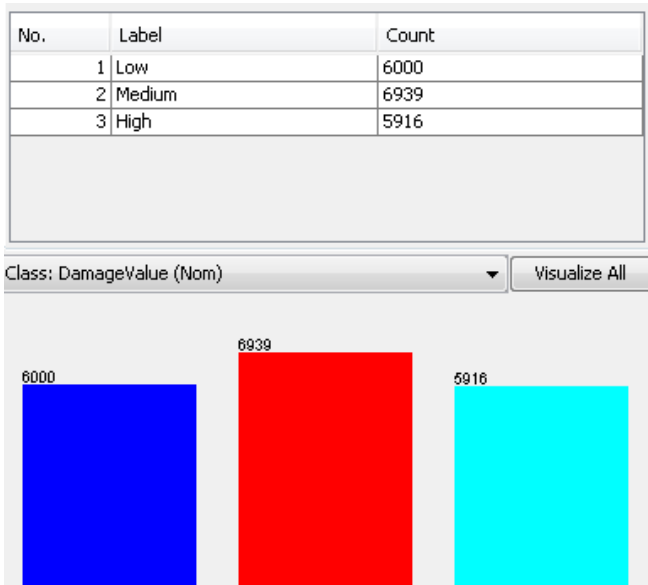 No. Label Count
1 Low 6000
2 Medium 6939
3 High 5916
Class: DamageValue (Nom) Visualize All
6939
6000
5916